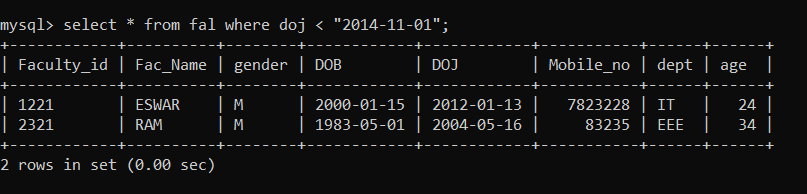 mysql> select * from fal where doj < "2014-11-01";
+------------+----------+--------+------------+------------+-----------+------+------+
| Faculty_id | Fac_Name | gender | DOB        | DOJ        | Mobile_no | dept | age  |
+------------+----------+--------+------------+------------+-----------+------+------+
| 1221       | ESWAR    | M      | 2000-01-15 | 2012-01-13 |   7823228 | IT   |   24 |
| 2321       | RAM      | M      | 1983-05-01 | 2004-05-16 |     83235 | EEE  |   34 |
+------------+----------+--------+------------+------------+-----------+------+------+
2 rows in set (0.00 sec)